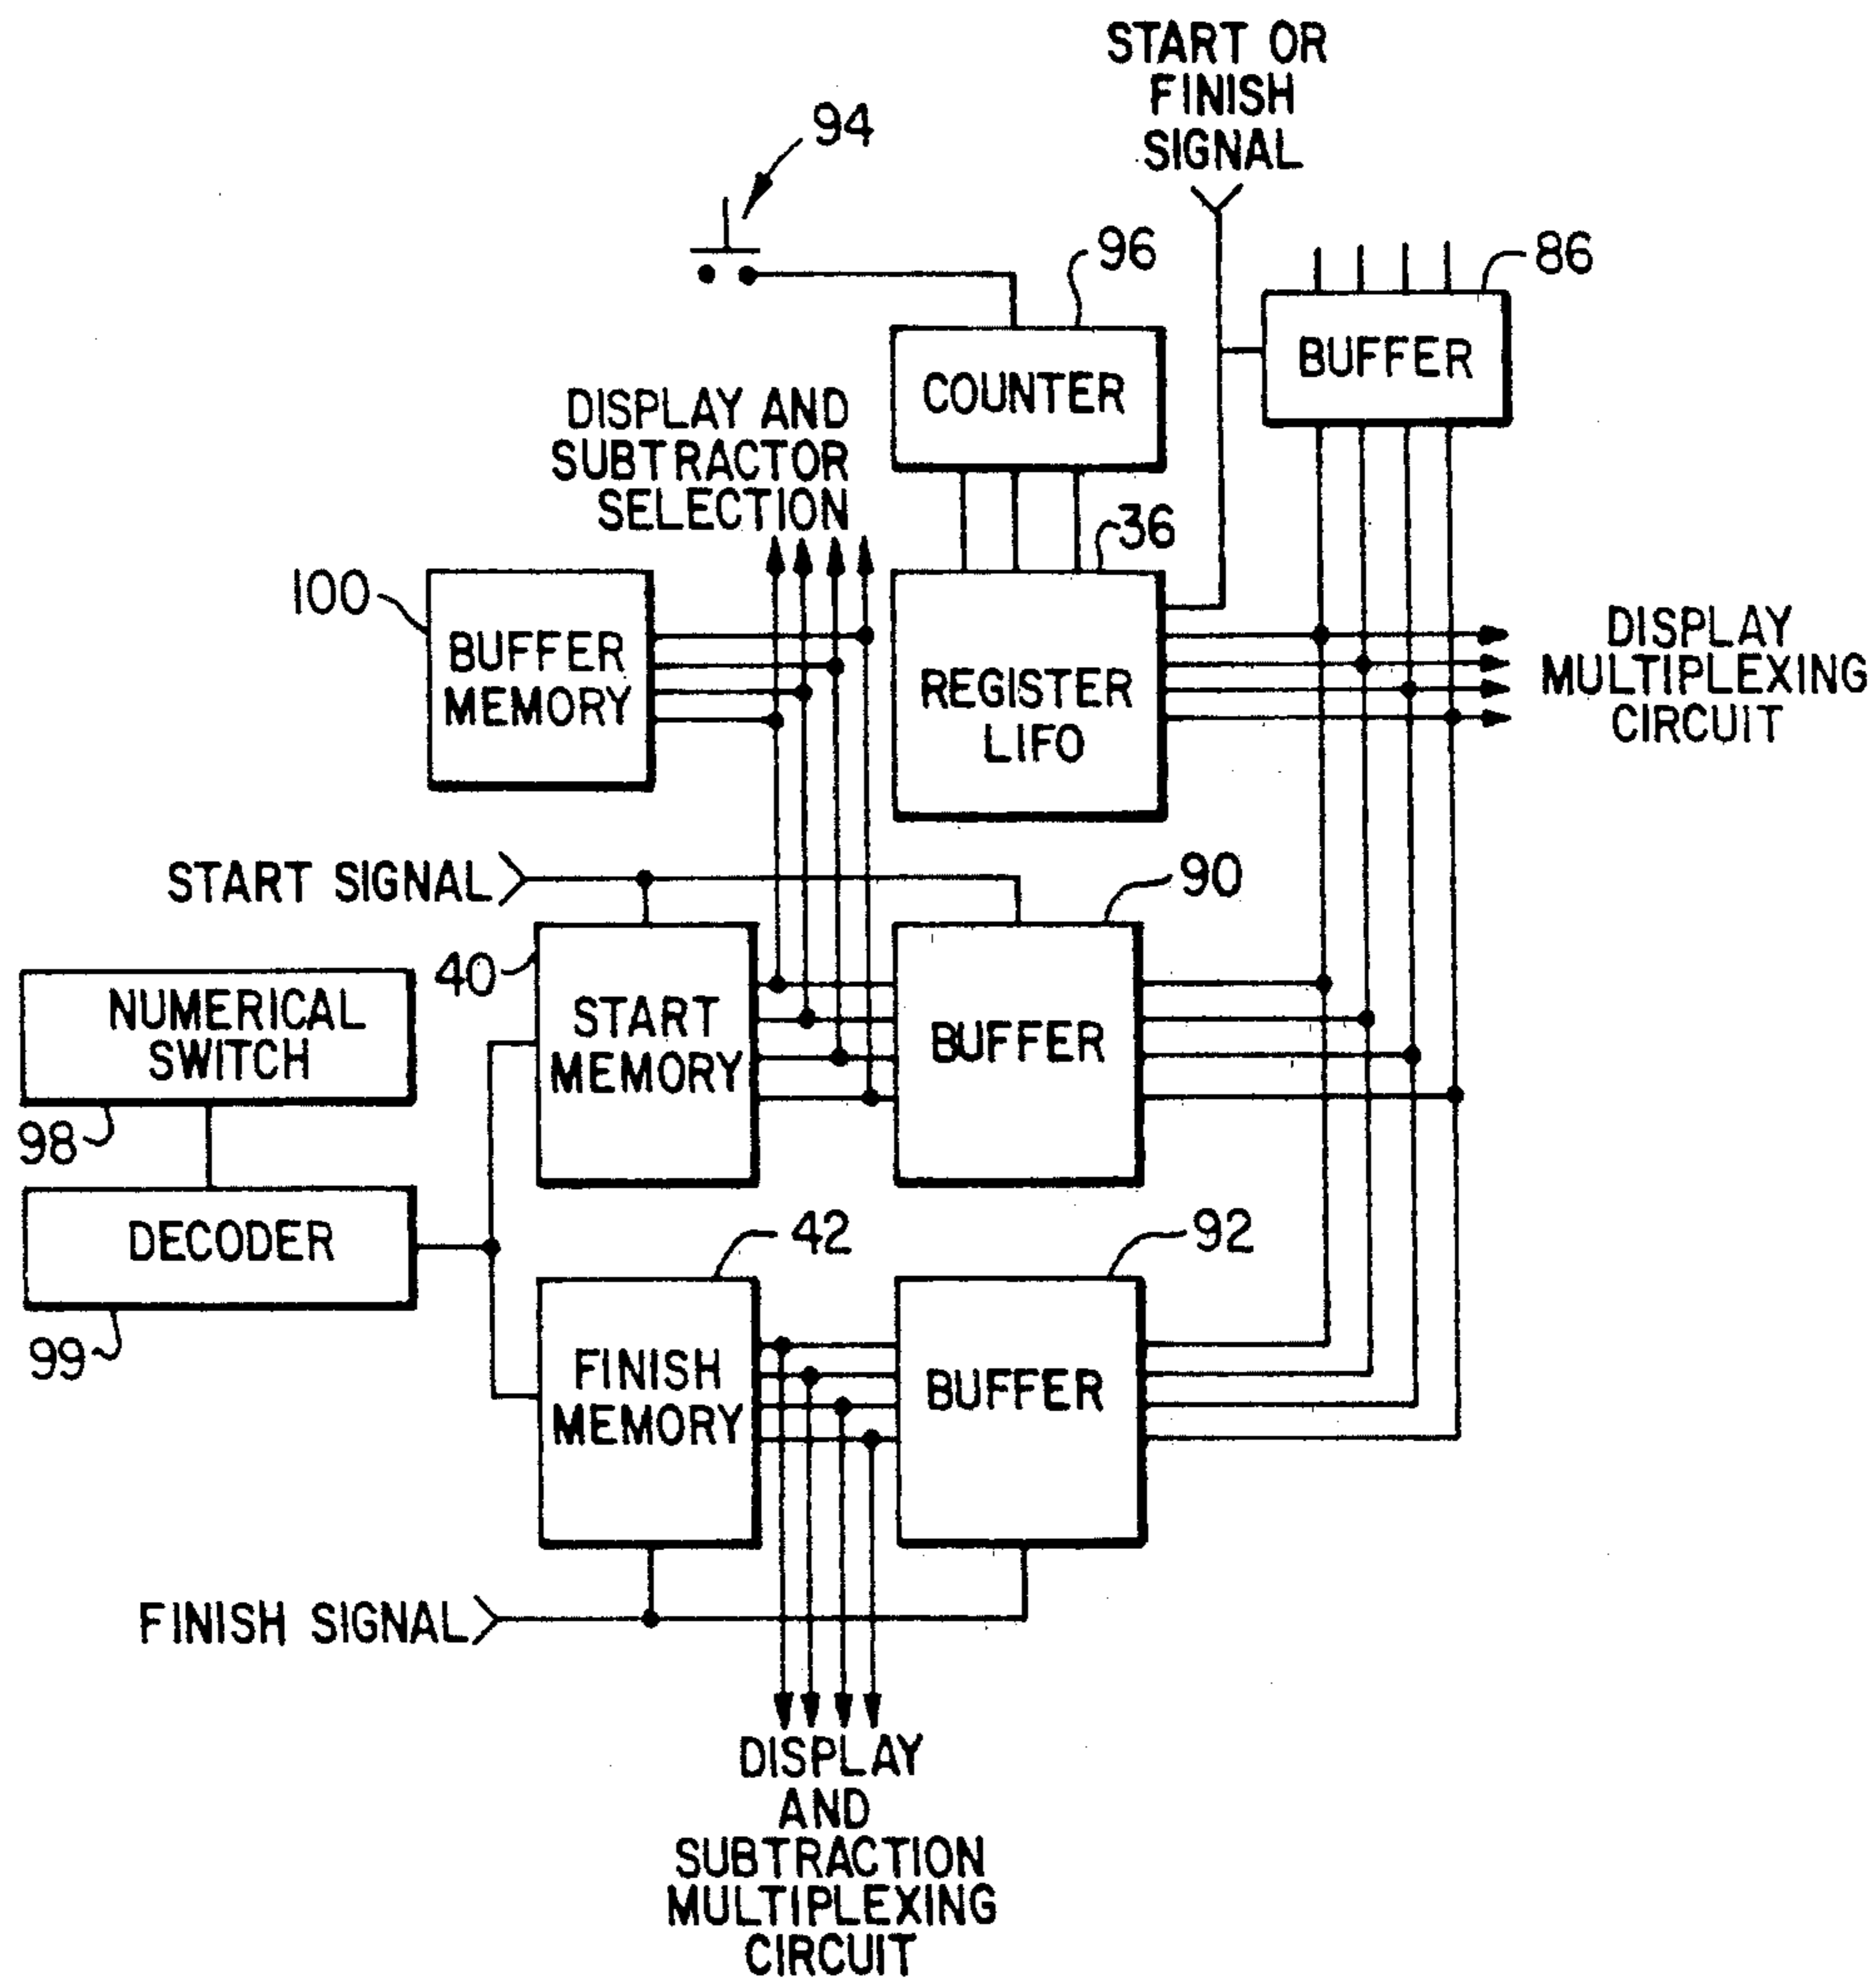 START OR
FINISH
SIGNAL
94
96
86
BUFFER
COUNTER
DISPLAY AND
SUBTRACTOR
SELECTION
36
100
BUFFER
MEMORY
REGISTER
LIFO
DISPLAY
MULTIPLEXING
CIRCUIT
START SIGNAL
90
40
START
MEMORY
BUFFER
NUMERICAL
SWITCH
98
DECODER
99
42
92
FINISH
MEMORY
BUFFER
FINISH SIGNAL
DISPLAY
AND
SUBTRACTION
MULTIPLEXING
CIRCUIT